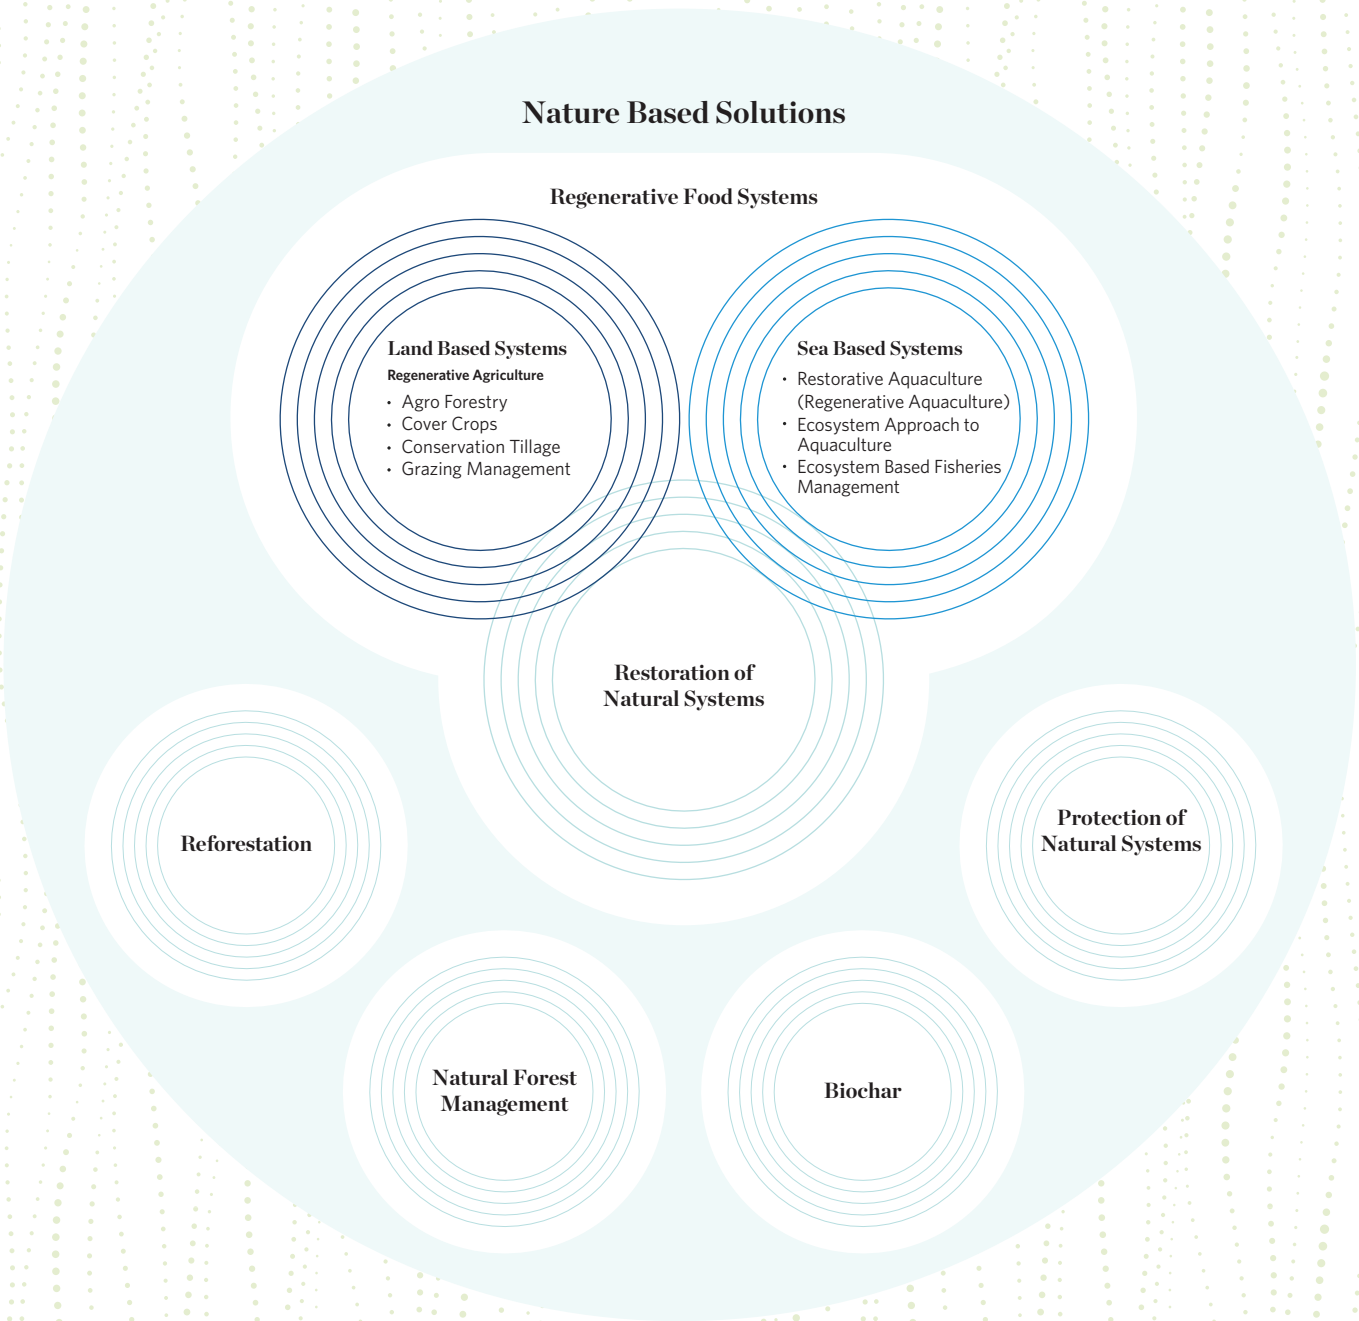 Nature Based Solutions
Regenerative Food Systems
Land Based Systems
Regenerative Agriculture
• Agro Forestry
• Cover Crops
• Conservation Tillage
• Grazing Management
Sea Based Systems
• Restorative Aquaculture
(Regenerative Aquaculture)
• Ecosystem Approach to
Aquaculture
• Ecosystem Based Fisheries
Management
Restoration of
Natural Systems
Reforestation
Protection of
Natural Systems
Natural Forest
Management
Biochar